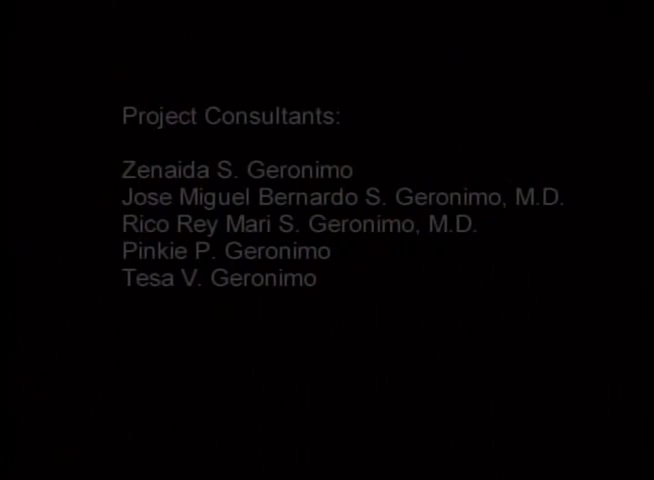 Project Consultants:
Zenaida S. Geronimo
Jose Miguel Bernardo S. Geronimo, M.D.
Rico Rey Mari S. Geronimo, M.D.
Pinkie P. Geronimo
Tesa V. Geronimo